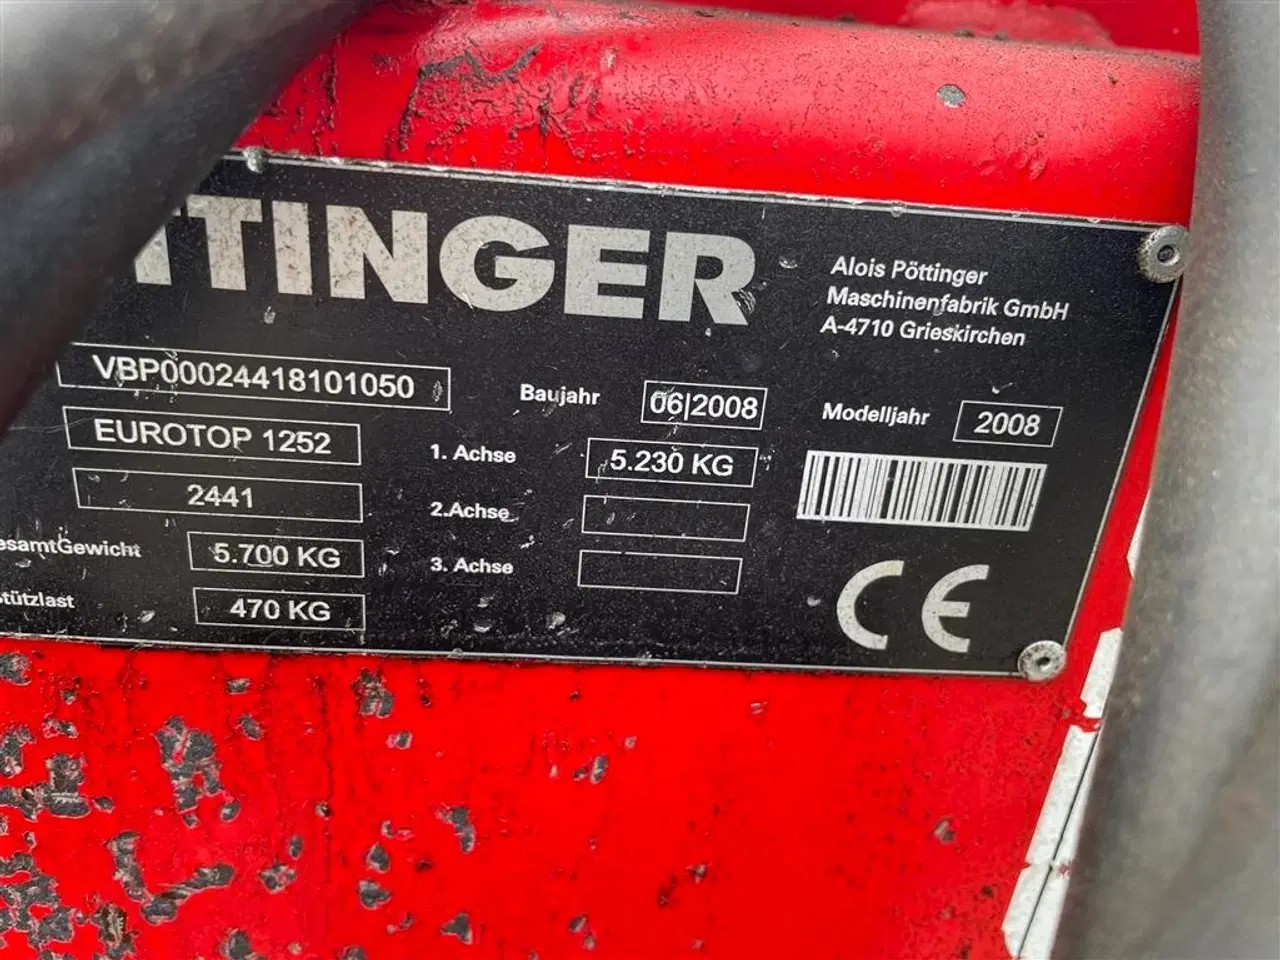 TTINGER
Alois Pöttinger
Maschinenfabrik GmbH
A-4710 Grieskirchen
VBP00024418101050
Baujahr 06|2008 Modelljahr 2008
EUROTOP 1252 1. Achse 5.230 KG
2441 2.Achse
esamtGewicht 5.700 KG 3. Achse
tützlast 470 KG
CE